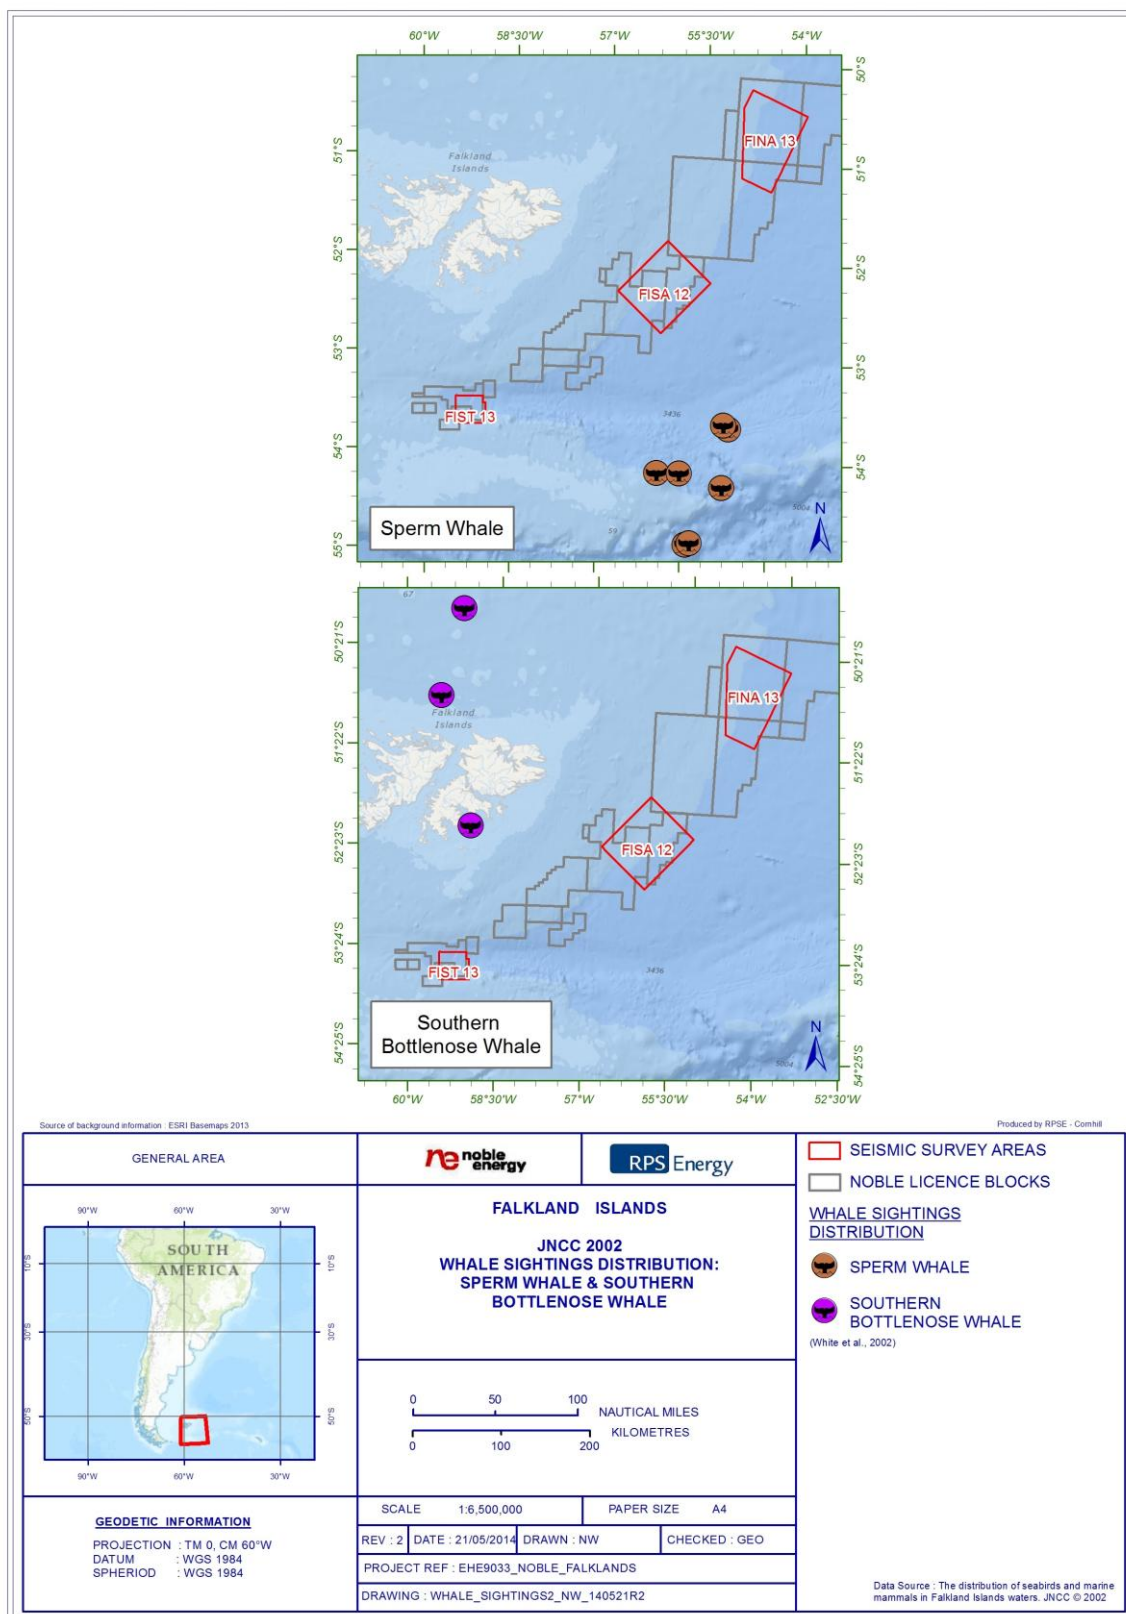 60°W 58°30'W 57°W 55°30'W 54°W
50°S
51°S
51°S
52°S
52°S
53°S
53°S
54°S
54°S
55°S
Falkland
Islands
FINA 13
FISA 12
FIST 13
3436
5004
59
N
Sperm Whale
67
50°21'S
50°21'S
51°22'S
51°22'S
52°23'S
52°23'S
53°24'S
53°24'S
54°25'S
54°25'S
Falkland
Islands
FINA 13
FISA 12
FIST 13
3436
5004
N
Southern
Bottlenose Whale
60°W 58°30'W 57°W 55°30'W 54°W 52°30'W
Source of background information : ESRI Basemaps 2013
Produced by RPSE - Cornhill
GENERAL AREA
90°W 60°W 30°W
10°S
10°S
30°S
30°S
50°S
50°S
SOUTH
AMERICA
90°W 60°W 30°W
GEODETIC INFORMATION
PROJECTION : TM 0, CM 60°W
DATUM : WGS 1984
SPHERIOD : WGS 1984
ne noble
energy
RPS Energy
FALKLAND ISLANDS
JNCC 2002
WHALE SIGHTINGS DISTRIBUTION:
SPERM WHALE & SOUTHERN
BOTTLENOSE WHALE
0 50 100
NAUTICAL MILES
KILOMETRES
0 100 200
SCALE 1:6,500,000
PAPER SIZE A4
REV : 2
DATE : 21/05/2014
DRAWN : NW
CHECKED : GEO
PROJECT REF : EHE9033_NOBLE_FALKLANDS
DRAWING : WHALE_SIGHTINGS2_NW_140521R2
SEISMIC SURVEY AREAS
NOBLE LICENCE BLOCKS
WHALE SIGHTINGS
DISTRIBUTION
SPERM WHALE
SOUTHERN
BOTTLENOSE WHALE
(White et al., 2002)
Data Source : The distribution of seabirds and marine
mammals in Falkland Islands waters. JNCC © 2002